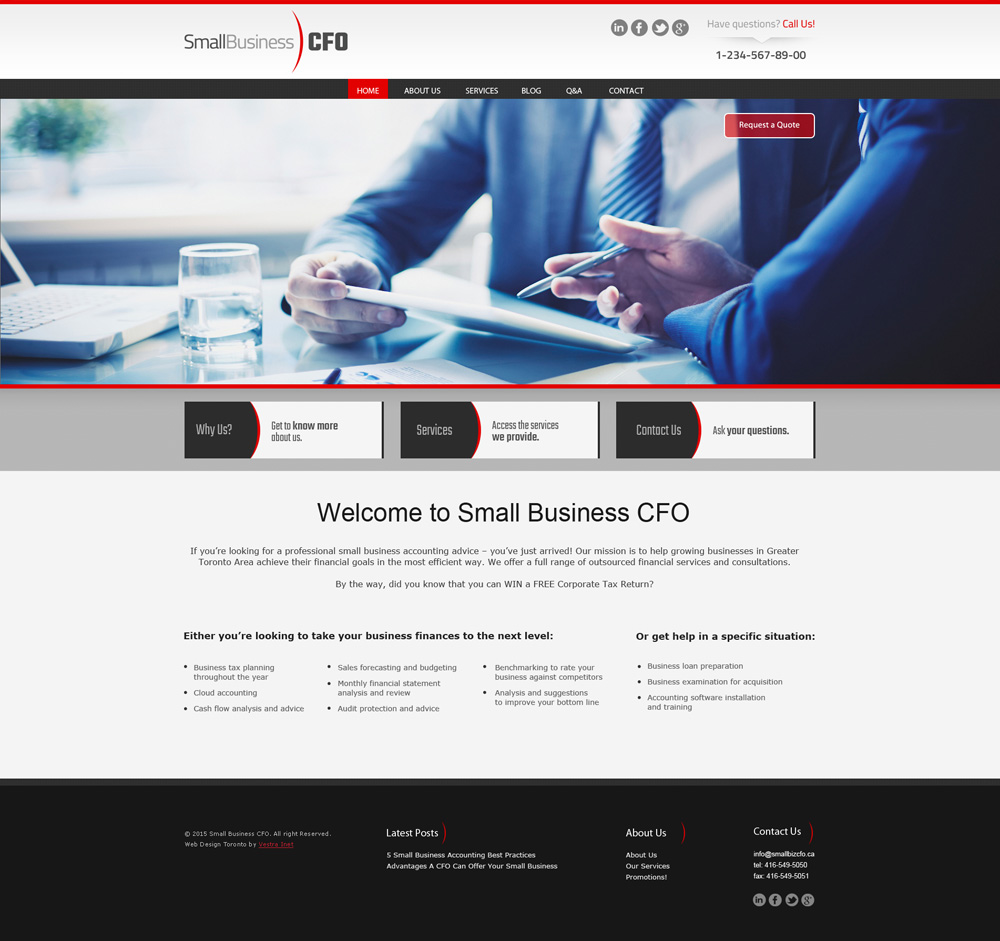 SmallBusiness CFO
Have questions? Call Us!
1-234-567-89-00
HOME ABOUT US SERVICES BLOG Q&A CONTACT
Request a Quote
Why Us?
Get to know more
about us.
Services
Access the services
we provide.
Contact Us
Ask your questions.
Welcome to Small Business CFO
If you’re looking for a professional small business accounting advice – you’ve just arrived! Our mission is to help growing businesses in Greater
Toronto Area achieve their financial goals in the most efficient way. We offer a full range of outsourced financial services and consultations.
By the way, did you know that you can WIN a FREE Corporate Tax Return?
Either you’re looking to take your business finances to the next level:
Business tax planning
throughout the year
Cloud accounting
Cash flow analysis and advice
Sales forecasting and budgeting
Monthly financial statement
analysis and review
Audit protection and advice
Benchmarking to rate your
business against competitors
Analysis and suggestions
to improve your bottom line
Or get help in a specific situation:
Business loan preparation
Business examination for acquisition
Accounting software installation
and training
© 2015 Small Business CFO. All right Reserved.
Web Design Toronto by Vestra Inet
Latest Posts
5 Small Business Accounting Best Practices
Advantages A CFO Can Offer Your Small Business
About Us
About Us
Our Services
Promotions!
Contact Us
info@smallbizcfo.ca
tel: 416-549-5050
fax: 416-549-5051